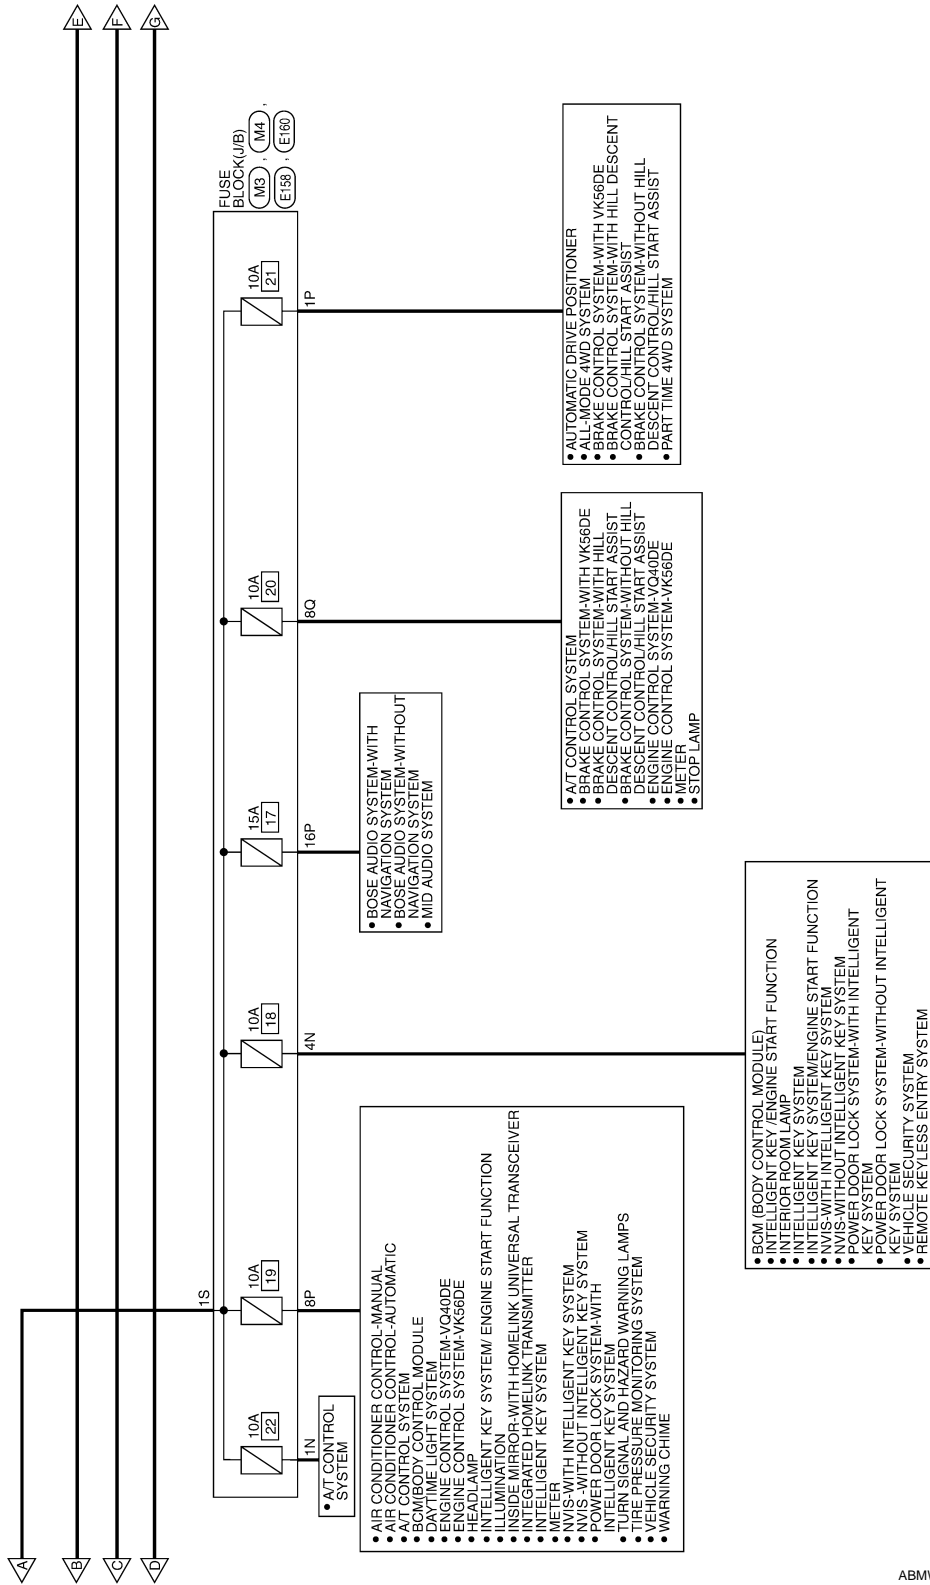 A
B
C
D
E
F
G
FUSE
BLOCK(J/B)
M3 , M4 ,
E158 , E160
1S
10A
22
1N
10A
19
8P
10A
18
4N
15A
17
16P
10A
20
8Q
10A
21
1P
• A/T CONTROL
SYSTEM
• AIR CONDITIONER CONTROL-MANUAL
• AIR CONDITIONER CONTROL-AUTOMATIC
• A/T CONTROL SYSTEM
• BCM(BODY CONTROL MODULE
• DAYTIME LIGHT SYSTEM
• ENGINE CONTROL SYSTEM-VQ40DE
• ENGINE CONTROL SYSTEM-VK56DE
• HEADLAMP
• INTELLIGENT KEY SYSTEM/ ENGINE START FUNCTION
• ILLUMINATION
• INSIDE MIRROR-WITH HOMELINK UNIVERSAL TRANSCEIVER
• INTEGRATED HOMELINK TRANSMITTER
• INTELLIGENT KEY SYSTEM
• METER
• NVIS-WITH INTELLIGENT KEY SYSTEM
• NVIS -WITHOUT INTELLIGENT KEY SYSTEM
• POWER DOOR LOCK SYSTEM-WITH
INTELLIGENT KEY SYSTEM
• TURN SIGNAL AND HAZARD WARNING LAMPS
• TIRE PRESSURE MONITORING SYSTEM
• VEHICLE SECURITY SYSTEM
• WARNING CHIME
• BCM (BODY CONTROL MODULE)
• INTELLIGENT KEY /ENGINE START FUNCTION
• INTERIOR ROOM LAMP
• INTELLIGENT KEY SYSTEM
• INTELLIGENT KEY SYSTEM/ENGINE START FUNCTION
• NVIS-WITH INTELLIGENT KEY SYSTEM
• NVIS-WITHOUT INTELLIGENT KEY SYSTEM
• POWER DOOR LOCK SYSTEM-WITH INTELLIGENT
KEY SYSTEM
• POWER DOOR LOCK SYSTEM-WITHOUT INTELLIGENT
KEY SYSTEM
• VEHICLE SECURITY SYSTEM
• REMOTE KEYLESS ENTRY SYSTEM
• BOSE AUDIO SYSTEM-WITH
NAVIGATION SYSTEM
• BOSE AUDIO SYSTEM-WITHOUT
NAVIGATION SYSTEM
• MID AUDIO SYSTEM
• A/T CONTROL SYSTEM
• BRAKE CONTROL SYSTEM-WITH VK56DE
• BRAKE CONTROL SYSTEM-WITH HILL
DESCENT CONTROL/HILL START ASSIST
• BRAKE CONTROL SYSTEM-WITHOUT HILL
DESCENT CONTROL/HILL START ASSIST
• ENGINE CONTROL SYSTEM-VQ40DE
• ENGINE CONTROL SYSTEM-VK56DE
• METER
• STOP LAMP
• AUTOMATIC DRIVE POSITIONER
• ALL-MODE 4WD SYSTEM
• BRAKE CONTROL SYSTEM-WITH VK56DE
• BRAKE CONTROL SYSTEM-WITH HILL DESCENT
CONTROL/HILL START ASSIST
• BRAKE CONTROL SYSTEM-WITHOUT HILL
DESCENT CONTROL/HILL START ASSIST
• PART TIME 4WD SYSTEM